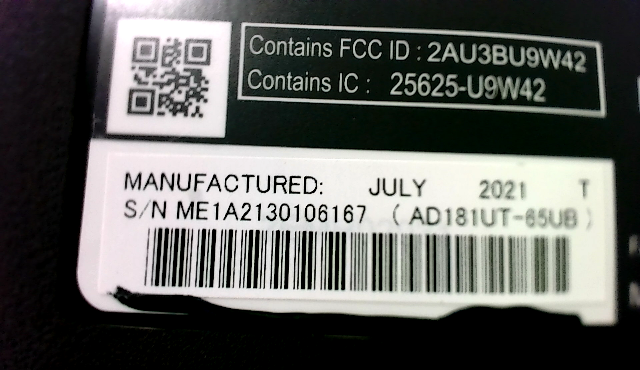 Contains FCC ID : 2AU3BU9W42
Contains IC : 25625-U9W42
MANUFACTURED: JULY 2021 T
S/N ME1A2130106167 ( AD181UT-65UB )